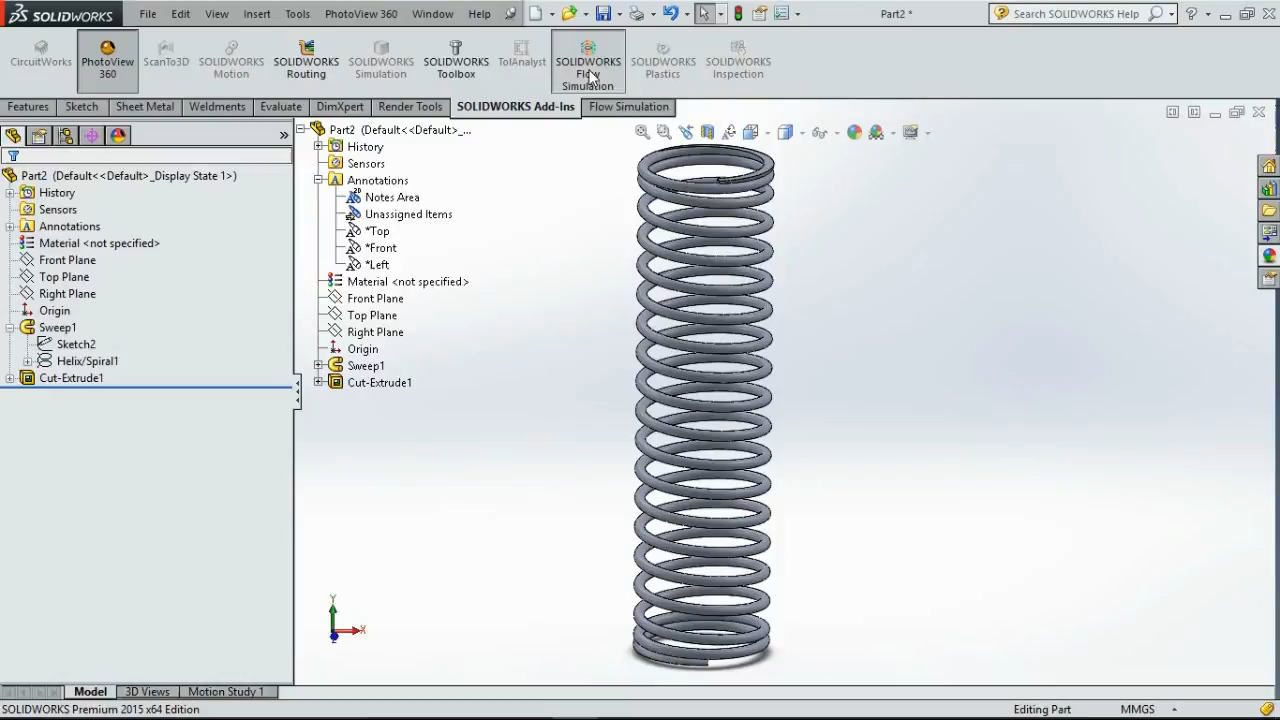 SOLIDWORKS File Edit View Insert Tools PhotoView 360 Window Help Part2 * Search SOLIDWORKS Help
CircuitWorks PhotoView 360 ScanTo3D SOLIDWORKS Motion SOLIDWORKS Routing SOLIDWORKS Simulation SOLIDWORKS Toolbox TolAnalyst SOLIDWORKS Flow Simulation SOLIDWORKS Plastics SOLIDWORKS Inspection
Features Sketch Sheet Metal Weldments Evaluate DimXpert Render Tools SOLIDWORKS Add-Ins Flow Simulation
Part2 (Default<<Default>_Display State 1>)
History
Sensors
Annotations
Material <not specified>
Front Plane
Top Plane
Right Plane
Origin
Sweep1
Sketch2
Helix/Spiral1
Cut-Extrude1
Part2 (Default<<Default>_...
History
Sensors
Annotations
Notes Area
Unassigned Items
*Top
*Front
*Left
Material <not specified>
Front Plane
Top Plane
Right Plane
Origin
Sweep1
Cut-Extrude1
Y
X
Z
Model 3D Views Motion Study 1
SOLIDWORKS Premium 2015 x64 Edition Editing Part MMGS